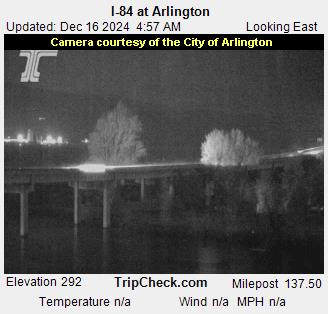 I-84 at Arlington
Updated: Dec 16 2024 4:57 AM Looking East
Camera courtesy of the City of Arlington
Elevation 292 TripCheck.com Milepost 137.50
Temperature n/a Wind n/a MPH n/a